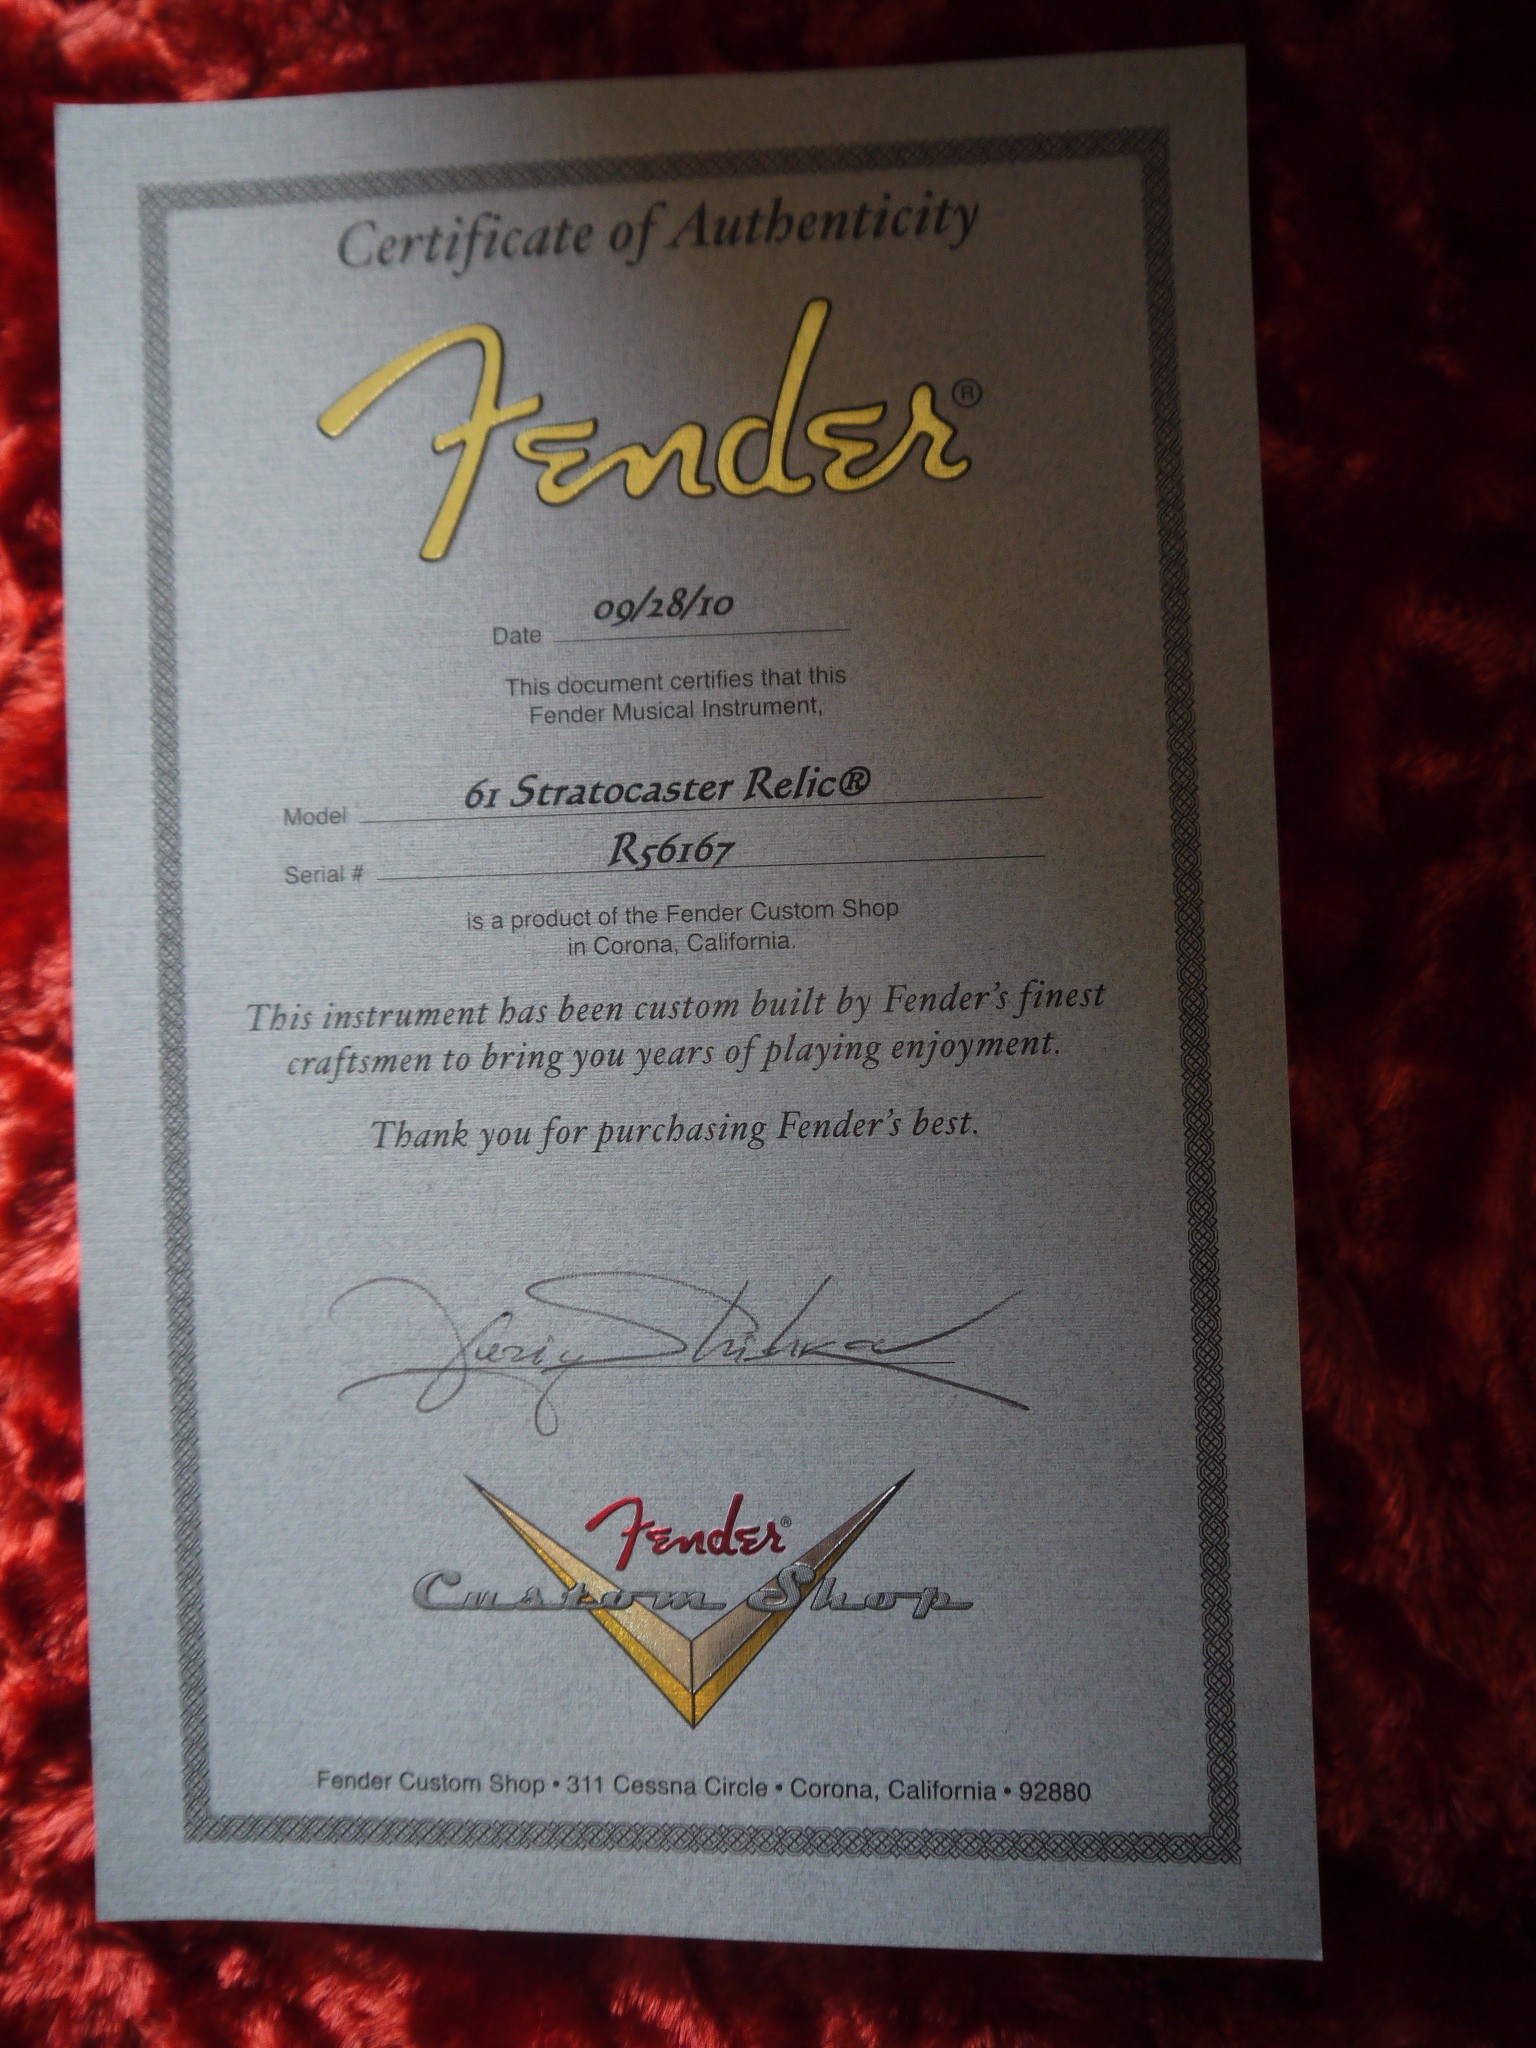 Certificate of Authenticity
Fender®
Date 09/28/10
This document certifies that this
Fender Musical Instrument,
Model 61 Stratocaster Relic®
Serial # R56167
is a product of the Fender Custom Shop
in Corona, California.
This instrument has been custom built by Fender's finest
craftsmen to bring you years of playing enjoyment.
Thank you for purchasing Fender's best.
Fender®
Custom Shop
Fender Custom Shop • 311 Cessna Circle • Corona, California • 92880